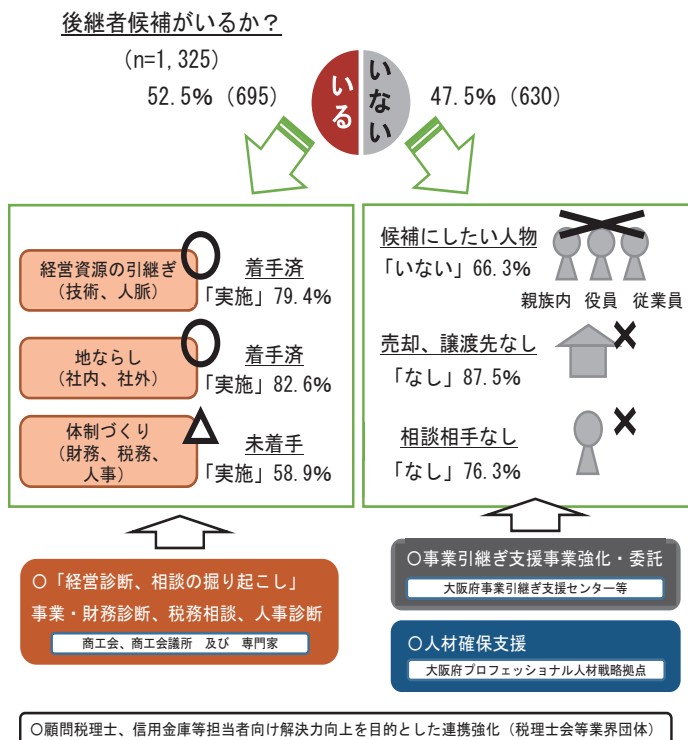 後継者候補がいるか？
(n=1,325)
52.5% (695)
いる
いない
47.5% (630)
経営資源の引継ぎ
（技術、人脈）
着手済
「実施」79.4%
地ならし
（社内、社外）
着手済
「実施」82.6%
体制づくり
（財務、税務、
人事）
未着手
「実施」58.9%
候補にしたい人物
「いない」66.3%
親族内 役員 従業員
売却、譲渡先なし
「なし」87.5%
相談相手なし
「なし」76.3%
○「経営診断、相談の掘り起こし」
事業・財務診断、税務相談、人事診断
商工会、商工会議所 及び 専門家
○事業引継ぎ支援事業強化・委託
大阪府事業引継ぎ支援センター等
○人材確保支援
大阪府プロフェッショナル人材戦略拠点
○顧問税理士、信用金庫等担当者向け解決力向上を目的とした連携強化（税理士会等業界団体）